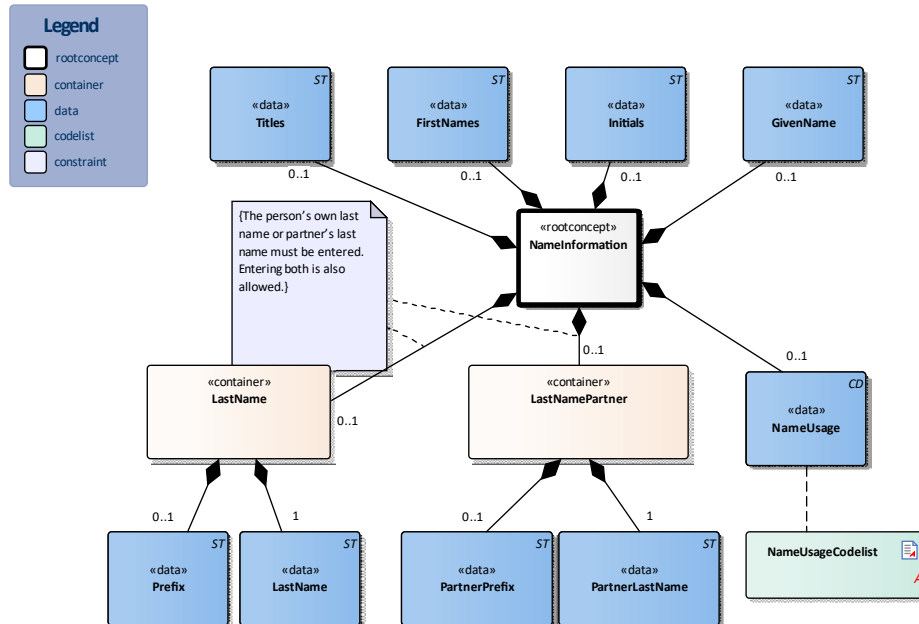 Legend
rootconcept
container
data
codelist
constraint
ST
«data»
Titles
0..1
ST
«data»
FirstNames
0..1
ST
«data»
Initials
0..1
ST
«data»
GivenName
0..1
{The person's own last
name or partner's last
name must be entered.
Entering both is also
allowed.}
«rootconcept»
NameInformation
0..1
0..1
0..1
«container»
LastName
«container»
LastNamePartner
CD
«data»
NameUsage
0..1
1
0..1
1
ST
«data»
Prefix
ST
«data»
LastName
ST
«data»
PartnerPrefix
ST
«data»
PartnerLastName
NameUsageCodelist
A